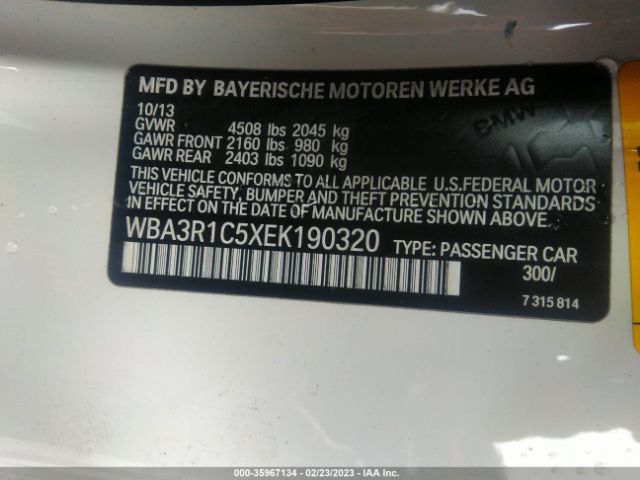 MFD BY BAYERISCHE MOTOREN WERKE AG
10/13
GVWR 4508 lbs 2045 kg
GAWR FRONT 2160 lbs 980 kg
GAWR REAR 2403 lbs 1090 kg
THIS VEHICLE CONFORMS TO ALL APPLICABLE U.S.FEDERAL MOTOR
VEHICLE SAFETY, BUMPER AND THEFT PREVENTION STANDARDS IN
EFFECT ON THE DATE OF MANUFACTURE SHOWN ABOVE.
WBA3R1C5XEK190320 TYPE: PASSENGER CAR
300/
7 315 814
BMW
000-35967134 - 02/23/2023 - IAA Inc.